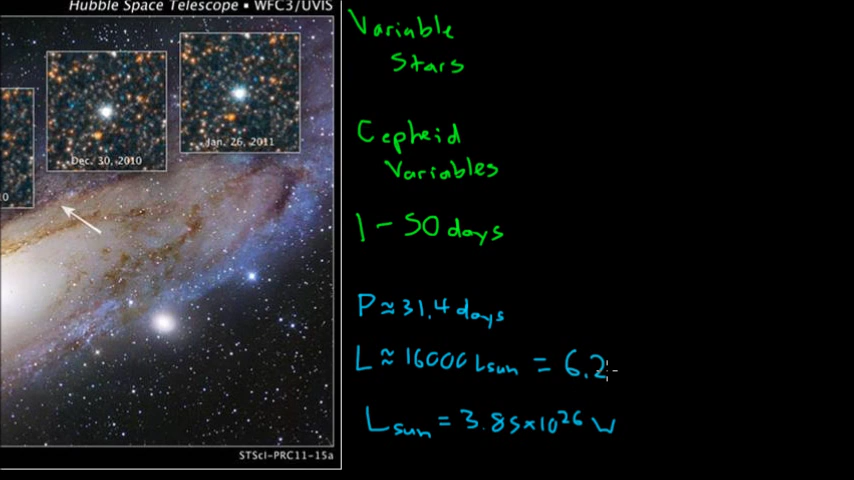 Hubble Space Telescope ▪ WFC3/UVIS
Jan. 26, 2011
Dec. 30, 2010
0
STScI-PRC11-15a
Variable
Stars
Cepheid
Variables
1 - 50 days
P ≈ 31.4 days
L ≈ 16000 Lsun = 6.2
Lsun = 3.85×10^26 W